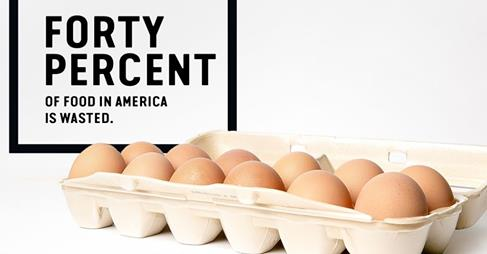 FORTY
PERCENT
OF FOOD IN AMERICA
IS WASTED.